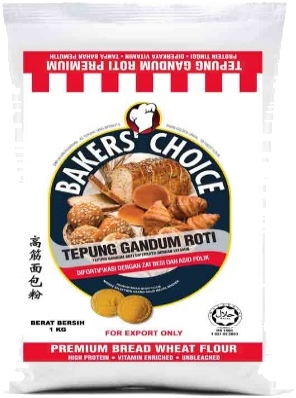 TEPUNG GANDUM ROTI PREMIUM
PROTEIN TINGGI • DIPERKAYA VITAMIN • TANPA BAHAN PEMUTIH
BAKERS' CHOICE
TEPUNG GANDUM ROTI
DIFORTIFIKASI DENGAN ZAT BESI DAN ASID FOLIK
高筋面包粉
BERAT BERSIH
1 KG
FOR EXPORT ONLY
PREMIUM BREAD WHEAT FLOUR
HIGH PROTEIN • VITAMIN ENRICHED • UNBLEACHED